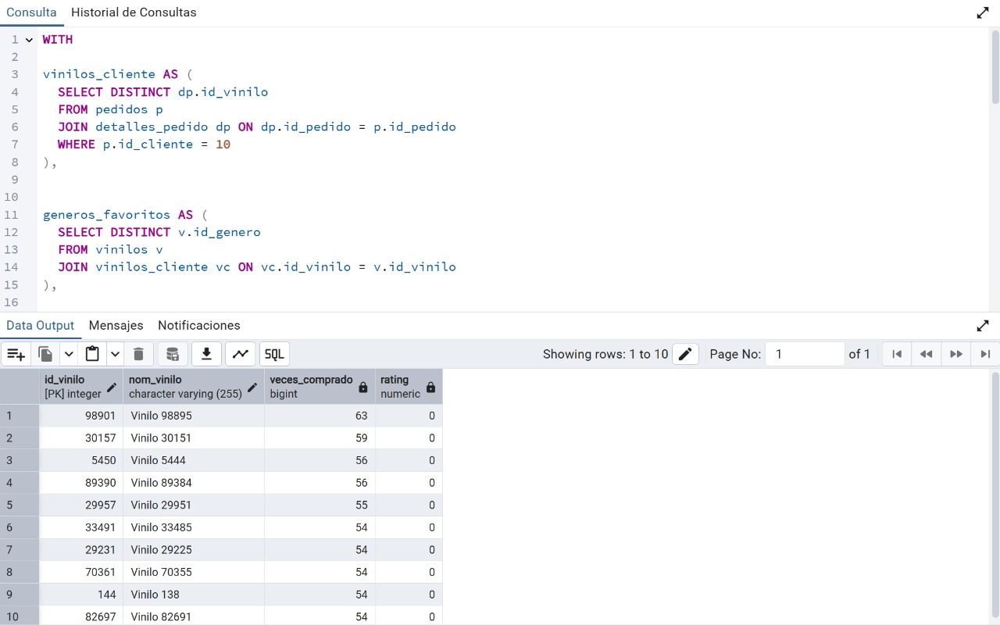 Consulta Historial de Consultas
1 WITH
2
3 vinilos_cliente AS (
4 SELECT DISTINCT dp.id_vinilo
5 FROM pedidos p
6 JOIN detalles_pedido dp ON dp.id_pedido = p.id_pedido
7 WHERE p.id_cliente = 10
8 ),
9
10
11 generos_favoritos AS (
12 SELECT DISTINCT v.id_genero
13 FROM vinilos v
14 JOIN vinilos_cliente vc ON vc.id_vinilo = v.id_vinilo
15 ),
16
Data Output Mensajes Notificaciones
SQL Showing rows: 1 to 10 Page No: 1 of 1
id_vinilo nom_vinilo veces_comprado rating
[PK] integer character varying (255) bigint numeric
1 98901 Vinilo 98895 63 0
2 30157 Vinilo 30151 59 0
3 5450 Vinilo 5444 56 0
4 89390 Vinilo 89384 56 0
5 29957 Vinilo 29951 55 0
6 33491 Vinilo 33485 54 0
7 29231 Vinilo 29225 54 0
8 70361 Vinilo 70355 54 0
9 144 Vinilo 138 54 0
10 82697 Vinilo 82691 54 0